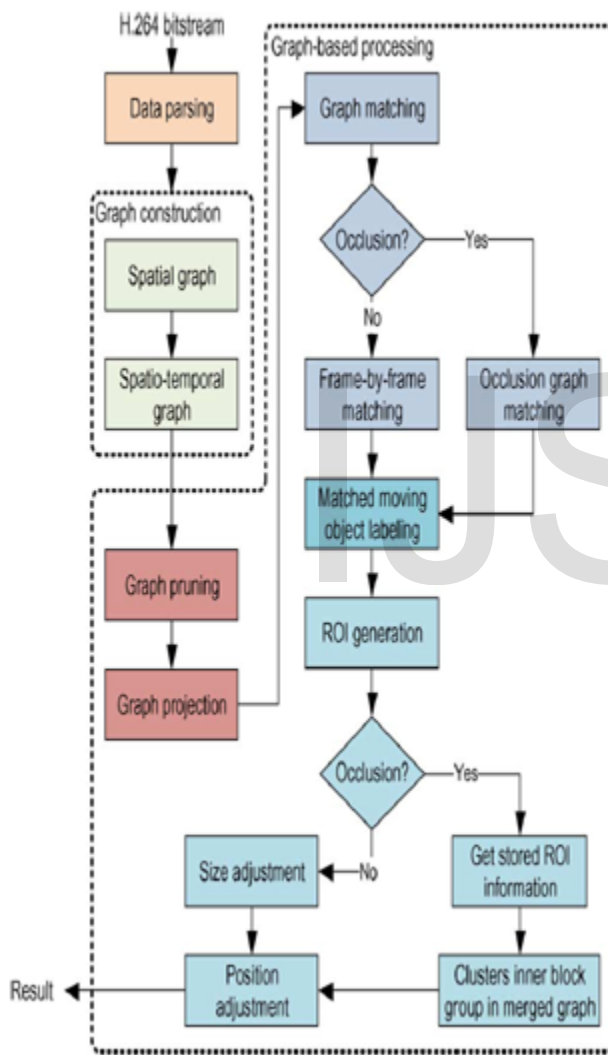 H.264 bitstream
Data parsing
Graph construction
Spatial graph
Spatio-temporal
graph
Graph-based processing
Graph pruning
Graph projection
Graph matching
Occlusion?
Yes
No
Frame-by-frame
matching
Occlusion graph
matching
Matched moving
object labelling
ROI generation
Occlusion?
Yes
No
Size adjustment
Get stored ROI
information
Clusters inner block
group in merged graph
Position
adjustment
Result
IJS